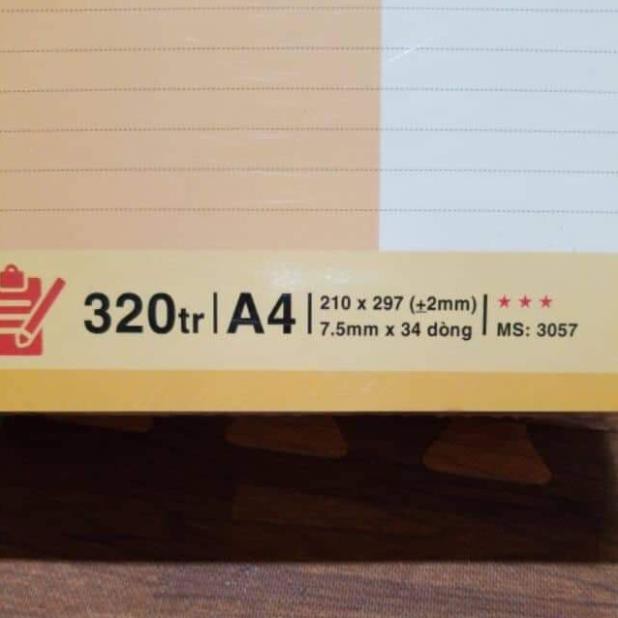 320tr | A4 | 210 x 297 (±2mm) | ★ ★ ★
7.5mm x 34 dòng | MS: 3057